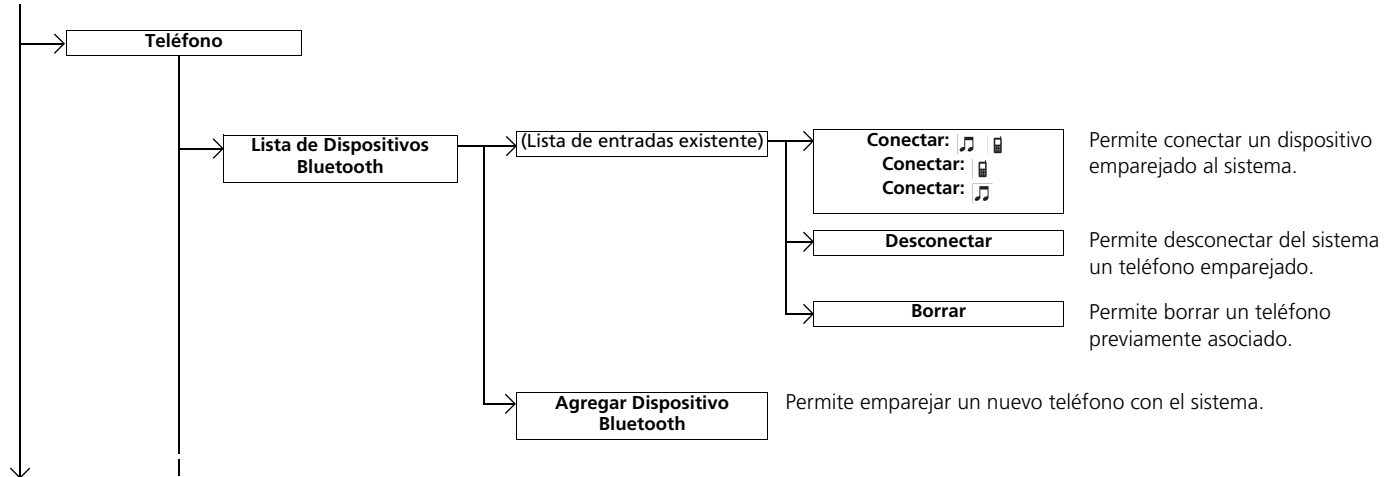 Teléfono
Lista de Dispositivos
Bluetooth
(Lista de entradas existente)
Conectar:
Conectar:
Conectar:
Permite conectar un dispositivo
emparejado al sistema.
Desconectar
Permite desconectar del sistema
un teléfono emparejado.
Borrar
Permite borrar un teléfono
previamente asociado.
Agregar Dispositivo
Bluetooth
Permite emparejar un nuevo teléfono con el sistema.